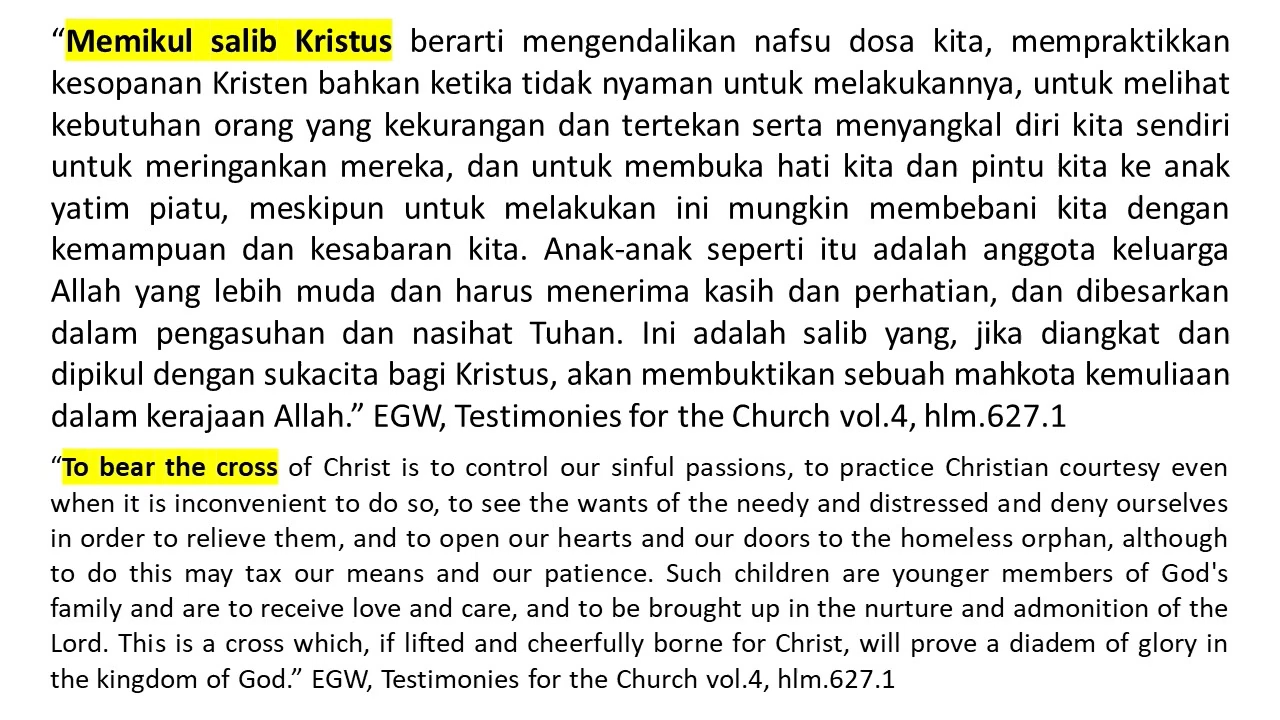 “Memikul salib Kristus berarti mengendalikan nafsu dosa kita, mempraktikkan
kesopanan Kristen bahkan ketika tidak nyaman untuk melakukannya, untuk melihat
kebutuhan orang yang kekurangan dan tertekan serta menyangkal diri kita sendiri
untuk meringankan mereka, dan untuk membuka hati kita dan pintu kita ke anak
yatim piatu, meskipun untuk melakukan ini mungkin membebani kita dengan
kemampuan dan kesabaran kita. Anak-anak seperti itu adalah anggota keluarga
Allah yang lebih muda dan harus menerima kasih dan perhatian, dan dibesarkan
dalam pengasuhan dan nasihat Tuhan. Ini adalah salib yang, jika diangkat dan
dipikul dengan sukacita bagi Kristus, akan membuktikan sebuah mahkota kemuliaan
dalam kerajaan Allah.” EGW, Testimonies for the Church vol.4, hlm.627.1
“To bear the cross of Christ is to control our sinful passions, to practice Christian courtesy even
when it is inconvenient to do so, to see the wants of the needy and distressed and deny ourselves
in order to relieve them, and to open our hearts and our doors to the homeless orphan, although
to do this may tax our means and our patience. Such children are younger members of God's
family and are to receive love and care, and to be brought up in the nurture and admonition of the
Lord. This is a cross which, if lifted and cheerfully borne for Christ, will prove a diadem of glory in
the kingdom of God.” EGW, Testimonies for the Church vol.4, hlm.627.1